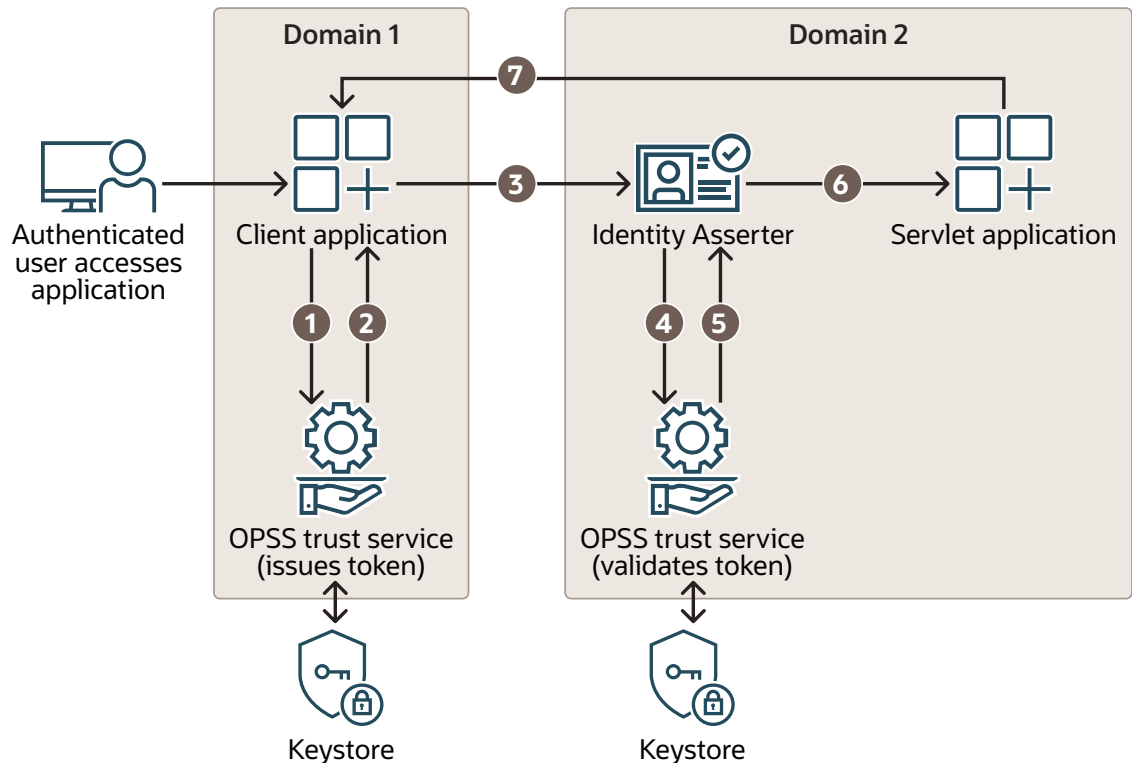 Domain 1
Domain 2
7
3
6
Authenticated
user accesses
application
Client application
Identity Asserter
Servlet application
1
2
4
5
OPSS trust service
(issues token)
OPSS trust service
(validates token)
Keystore
Keystore